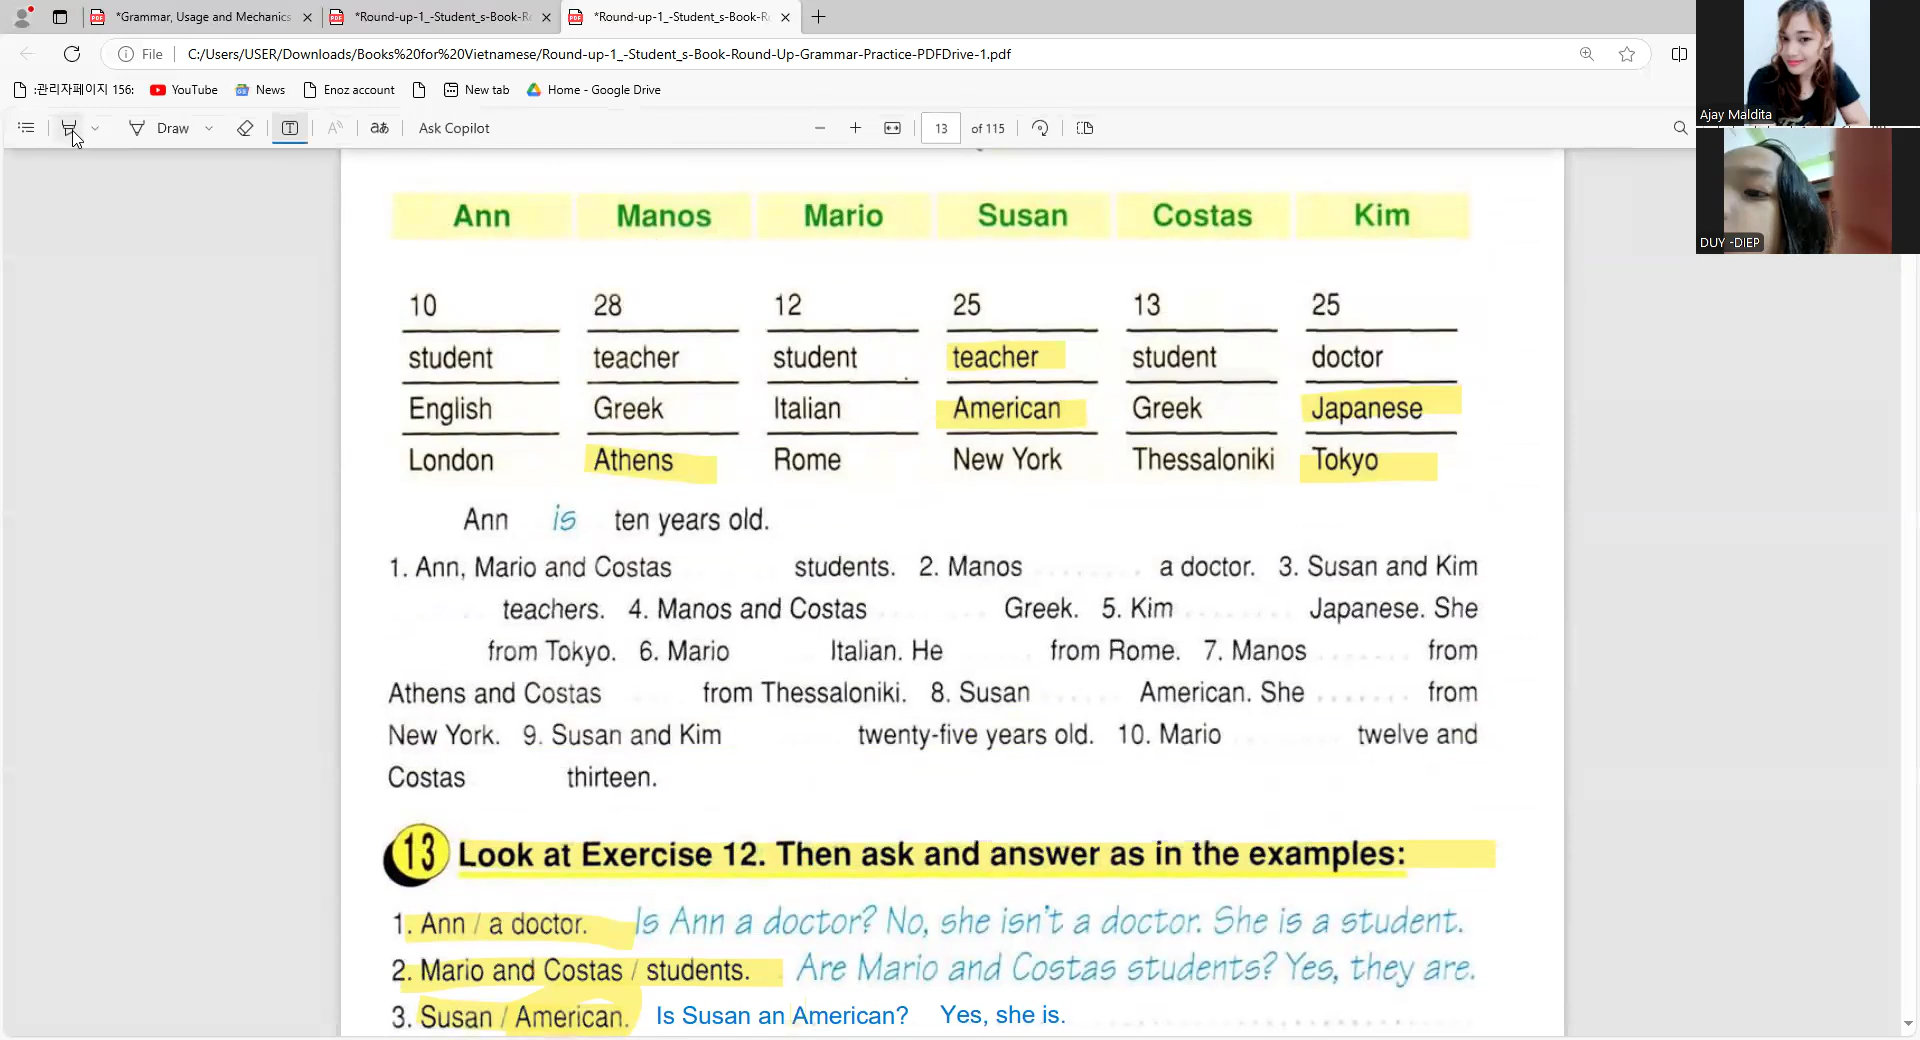 *Grammar, Usage and Mechanics
*Round-up-1_-Student_s-Book-R
*Round-up-1_-Student_s-Book-R
File C:/Users/USER/Downloads/Books%20for%20Vietnamese/Round-up-1_-Student_s-Book-Round-Up-Grammar-Practice-PDFDrive-1.pdf
:관리자페이지 156: YouTube News Enoz account New tab Home - Google Drive
Draw aあ Ask Copilot 13 of 115
Ajay Maldita
DUY -DIEP
Ann Manos Mario Susan Costas Kim
10 28 12 25 13 25
student teacher student teacher student doctor
English Greek Italian American Greek Japanese
London Athens Rome New York Thessaloniki Tokyo
Ann is ten years old.
1. Ann, Mario and Costas students. 2. Manos ........ a doctor. 3. Susan and Kim
teachers. 4. Manos and Costas ........ Greek. 5. Kim ........ Japanese. She
from Tokyo. 6. Mario Italian. He from Rome. 7. Manos ....... from
Athens and Costas from Thessaloniki. 8. Susan ...... American. She ....... from
New York. 9. Susan and Kim twenty-five years old. 10. Mario ........ twelve and
Costas thirteen.
13 Look at Exercise 12. Then ask and answer as in the examples:
1. Ann / a doctor. Is Ann a doctor? No, she isn't a doctor. She is a student.
2. Mario and Costas / students. Are Mario and Costas students? Yes, they are.
3. Susan / American. Is Susan an American? Yes, she is.